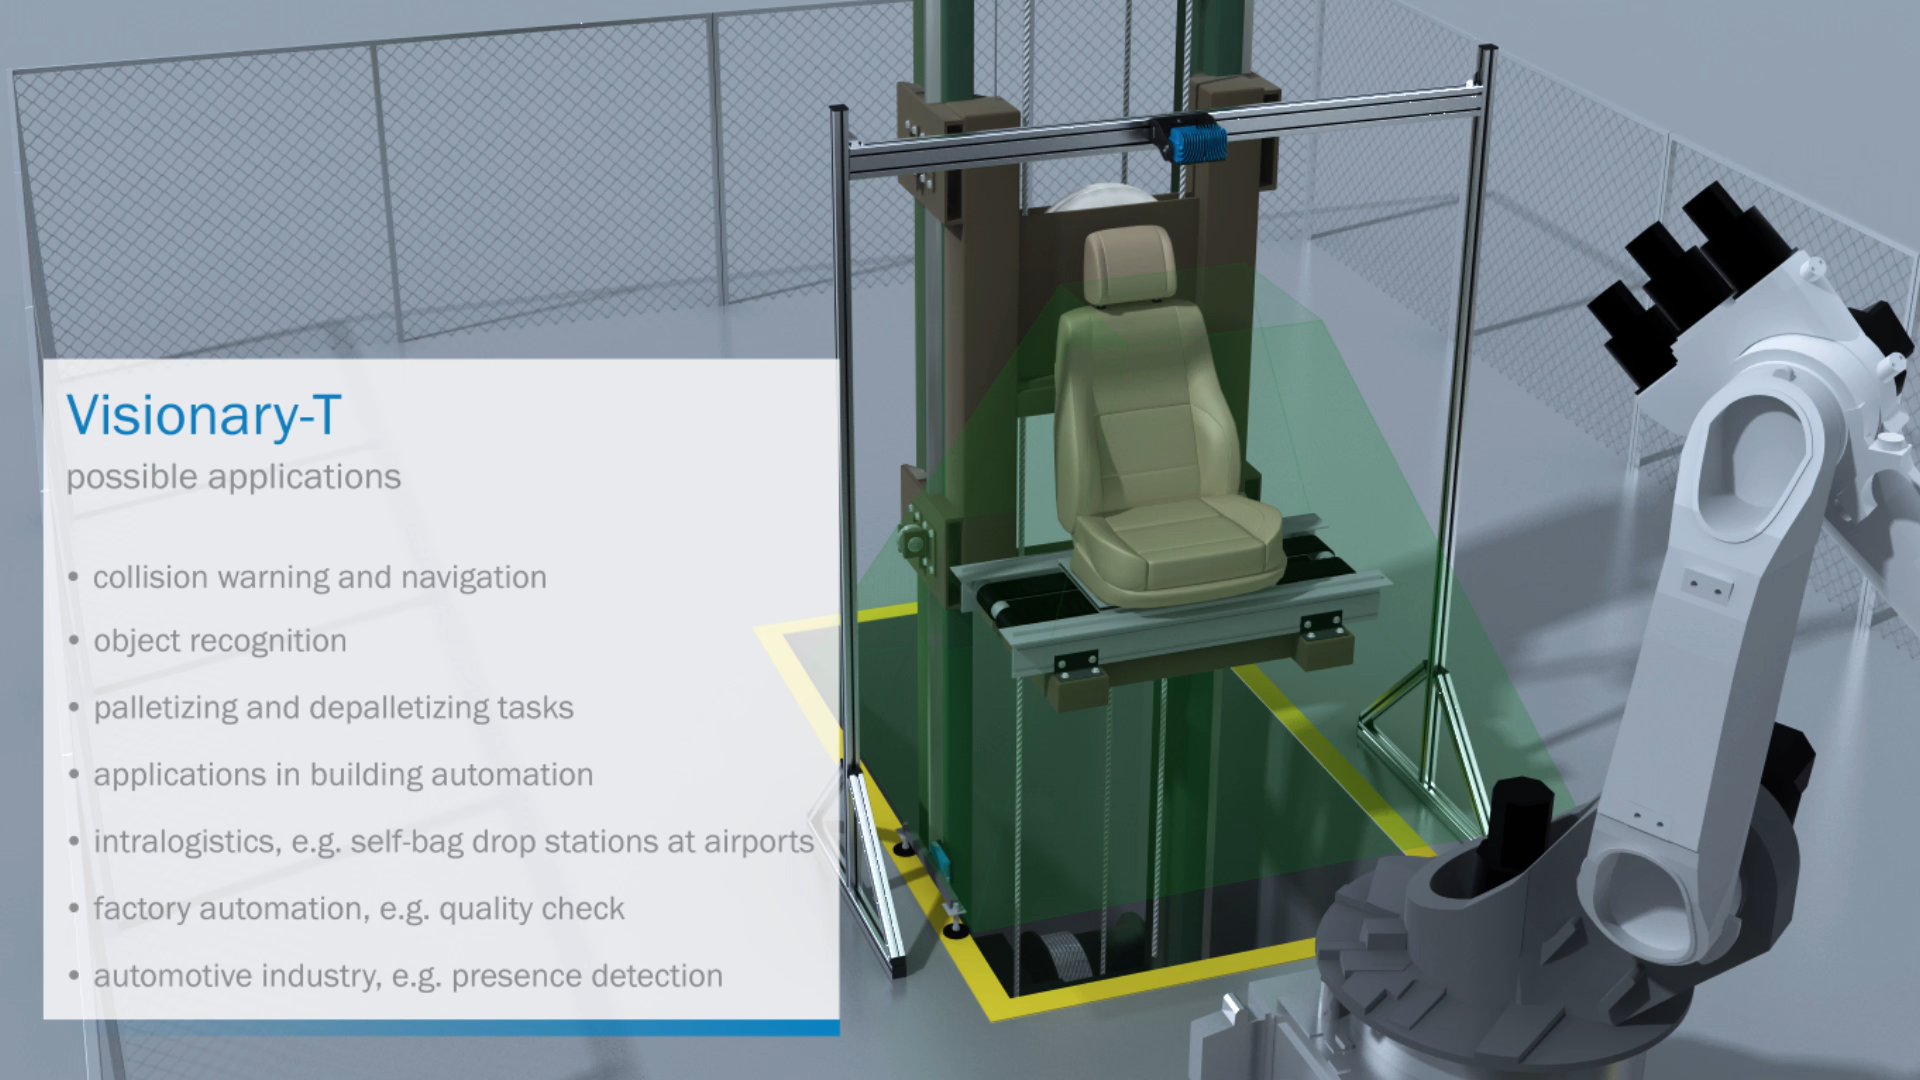 Visionary-T
possible applications
• collision warning and navigation
• object recognition
• palletizing and depalletizing tasks
• applications in building automation
• intralogistics, e.g. self-bag drop stations at airports
• factory automation, e.g. quality check
• automotive industry, e.g. presence detection